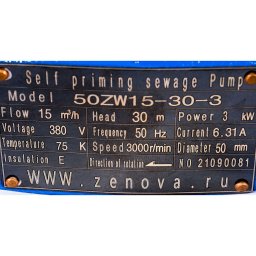 Self priming sewage Pump
Model 50ZW15-30-3
Flow 15 m³/h Head 30 m Power 3 kW
Voltage 380 V Frequency 50 Hz Current 6.31A
Temperature 75 K Speed 3000r/min Diameter 50 mm
Insulation E Direction of rotation NO 21090081
WWW.zenova.ru